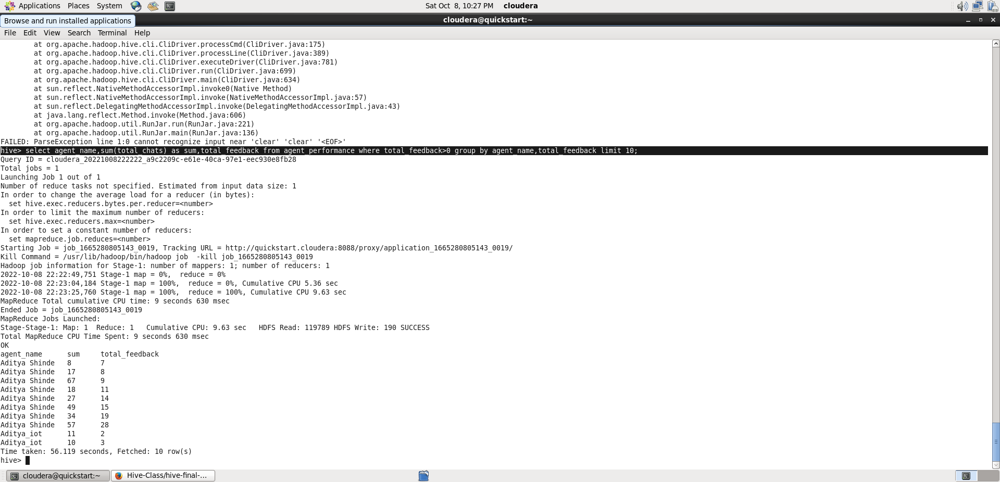 Applications Places System Sat Oct 8, 10:27 PM cloudera
Browse and run installed applications
cloudera@quickstart:~
File Edit View Search Terminal Help
        at org.apache.hadoop.hive.cli.CliDriver.processCmd(CliDriver.java:175)
        at org.apache.hadoop.hive.cli.CliDriver.processLine(CliDriver.java:389)
        at org.apache.hadoop.hive.cli.CliDriver.executeDriver(CliDriver.java:781)
        at org.apache.hadoop.hive.cli.CliDriver.run(CliDriver.java:699)
        at org.apache.hadoop.hive.cli.CliDriver.main(CliDriver.java:634)
        at sun.reflect.NativeMethodAccessorImpl.invoke0(Native Method)
        at sun.reflect.NativeMethodAccessorImpl.invoke(NativeMethodAccessorImpl.java:57)
        at sun.reflect.DelegatingMethodAccessorImpl.invoke(DelegatingMethodAccessorImpl.java:43)
        at java.lang.reflect.Method.invoke(Method.java:606)
        at org.apache.hadoop.util.RunJar.run(RunJar.java:221)
        at org.apache.hadoop.util.RunJar.main(RunJar.java:136)
FAILED: ParseException line 1:0 cannot recognize input near 'clear' 'clear' '<EOF>'
hive> select agent_name,sum(total_chats) as sum,total_feedback from agent_performance where total_feedback>0 group by agent_name,total_feedback limit 10;
Query ID = cloudera_20221008222222_a9c2209c-e61e-40ca-97e1-eec930e8fb28
Total jobs = 1
Launching Job 1 out of 1
Number of reduce tasks not specified. Estimated from input data size: 1
In order to change the average load for a reducer (in bytes):
  set hive.exec.reducers.bytes.per.reducer=<number>
In order to limit the maximum number of reducers:
  set hive.exec.reducers.max=<number>
In order to set a constant number of reducers:
  set mapreduce.job.reduces=<number>
Starting Job = job_1665280805143_0019, Tracking URL = http://quickstart.cloudera:8088/proxy/application_1665280805143_0019/
Kill Command = /usr/lib/hadoop/bin/hadoop job  -kill job_1665280805143_0019
Hadoop job information for Stage-1: number of mappers: 1; number of reducers: 1
2022-10-08 22:22:49,751 Stage-1 map = 0%,  reduce = 0%
2022-10-08 22:23:04,184 Stage-1 map = 100%,  reduce = 0%, Cumulative CPU 5.36 sec
2022-10-08 22:23:25,760 Stage-1 map = 100%,  reduce = 100%, Cumulative CPU 9.63 sec
MapReduce Total cumulative CPU time: 9 seconds 630 msec
Ended Job = job_1665280805143_0019
MapReduce Jobs Launched:
Stage-Stage-1: Map: 1  Reduce: 1   Cumulative CPU: 9.63 sec   HDFS Read: 119789 HDFS Write: 190 SUCCESS
Total MapReduce CPU Time Spent: 9 seconds 630 msec
OK
agent_name      sum     total_feedback
Aditya Shinde   8       7
Aditya Shinde   17      8
Aditya Shinde   67      9
Aditya Shinde   18      11
Aditya Shinde   27      14
Aditya Shinde   49      15
Aditya Shinde   34      19
Aditya Shinde   57      28
Aditya_iot      11      2
Aditya_iot      10      3
Time taken: 56.119 seconds, Fetched: 10 row(s)
hive>
cloudera@quickstart:~ Hive-Class/hive-final-...